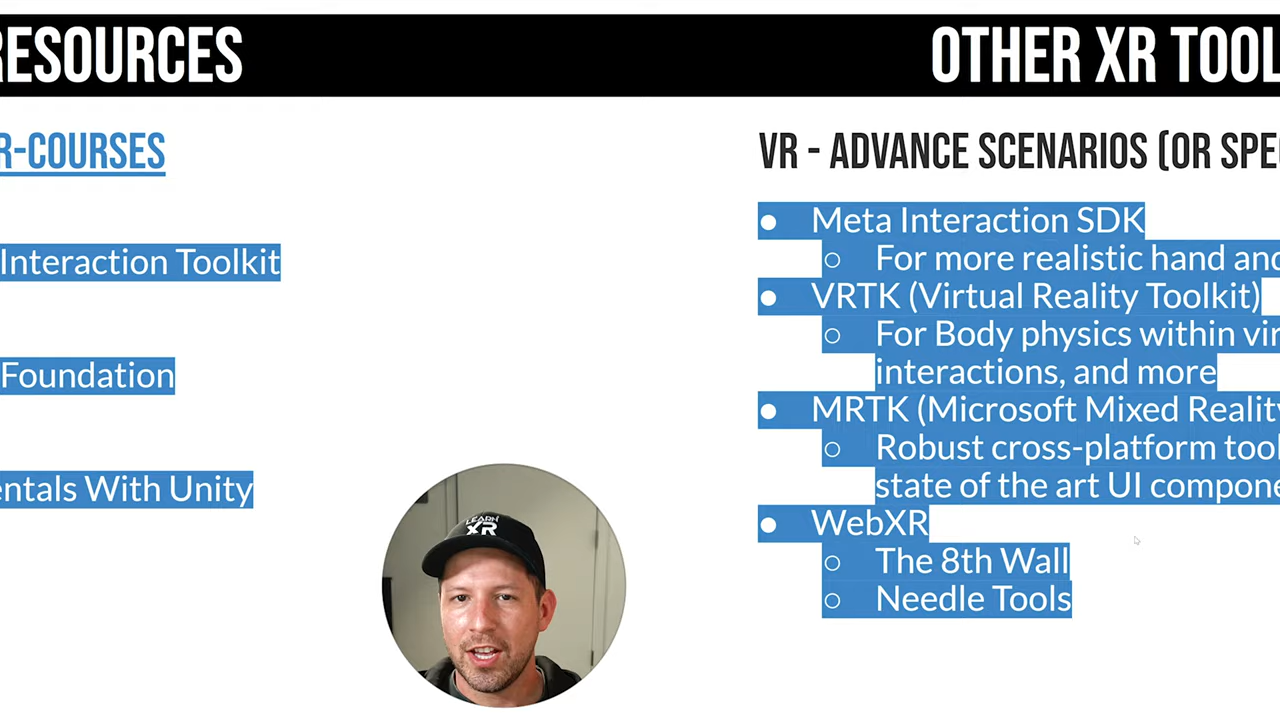 RESOURCES
R-COURSES
Interaction Toolkit
Foundation
entals With Unity
LEARN
XR
OTHER XR TOOL
VR - ADVANCE SCENARIOS (OR SPE
● Meta Interaction SDK
○ For more realistic hand and
● VRTK (Virtual Reality Toolkit)
○ For Body physics within vir
interactions, and more
● MRTK (Microsoft Mixed Reality
○ Robust cross-platform tool
state of the art UI compone
● WebXR
○ The 8th Wall
○ Needle Tools